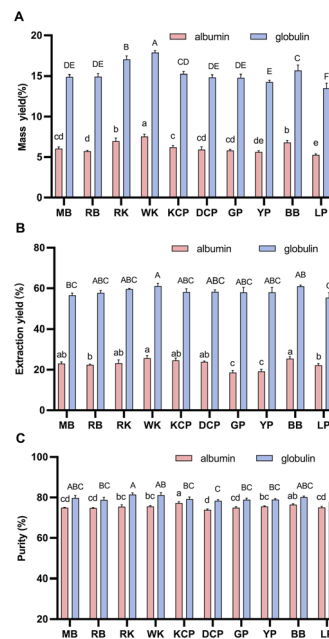 A
albumin globulin
Mass yield(%)
20
15
10
5
0
DE DE B A CD DE DE E C F
cd d b a c de cd de b e
MB RB RK WK KCP DCP GP YP BB LP
B
albumin globulin
Extraction yield (%)
80
60
40
20
0
BC ABC ABC A ABC ABC ABC ABC AB C
ab b ab a ab ab c c a b
MB RB RK WK KCP DCP GP YP BB LP
C
albumin globulin
Purity (%)
100
80
60
40
20
ABC BC A AB BC C BC BC ABC
cd cd bc bc a d cd bc ab cd
MB RB RK WK KCP DCP GP YP BB LP